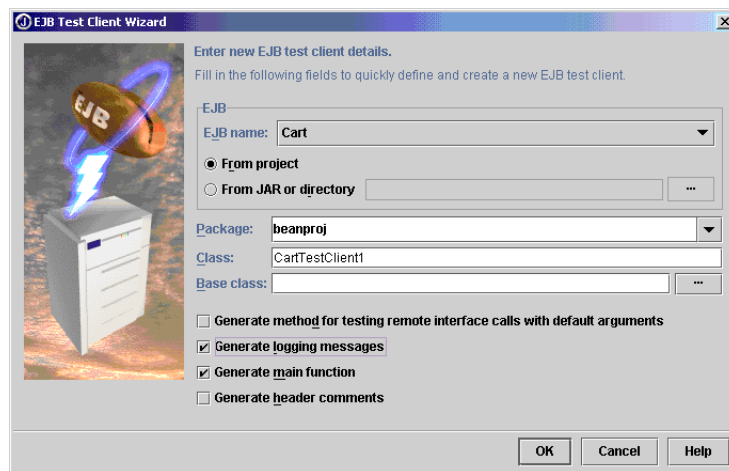 EJB Test Client Wizard
Enter new EJB test client details.
Fill in the following fields to quickly define and create a new EJB test client.
EJB
EJB
EJB name: Cart
From project
From JAR or directory ...
Package: beanproj
Class: CartTestClient1
Base class: ...
Generate method for testing remote interface calls with default arguments
Generate logging messages
Generate main function
Generate header comments
OK Cancel Help